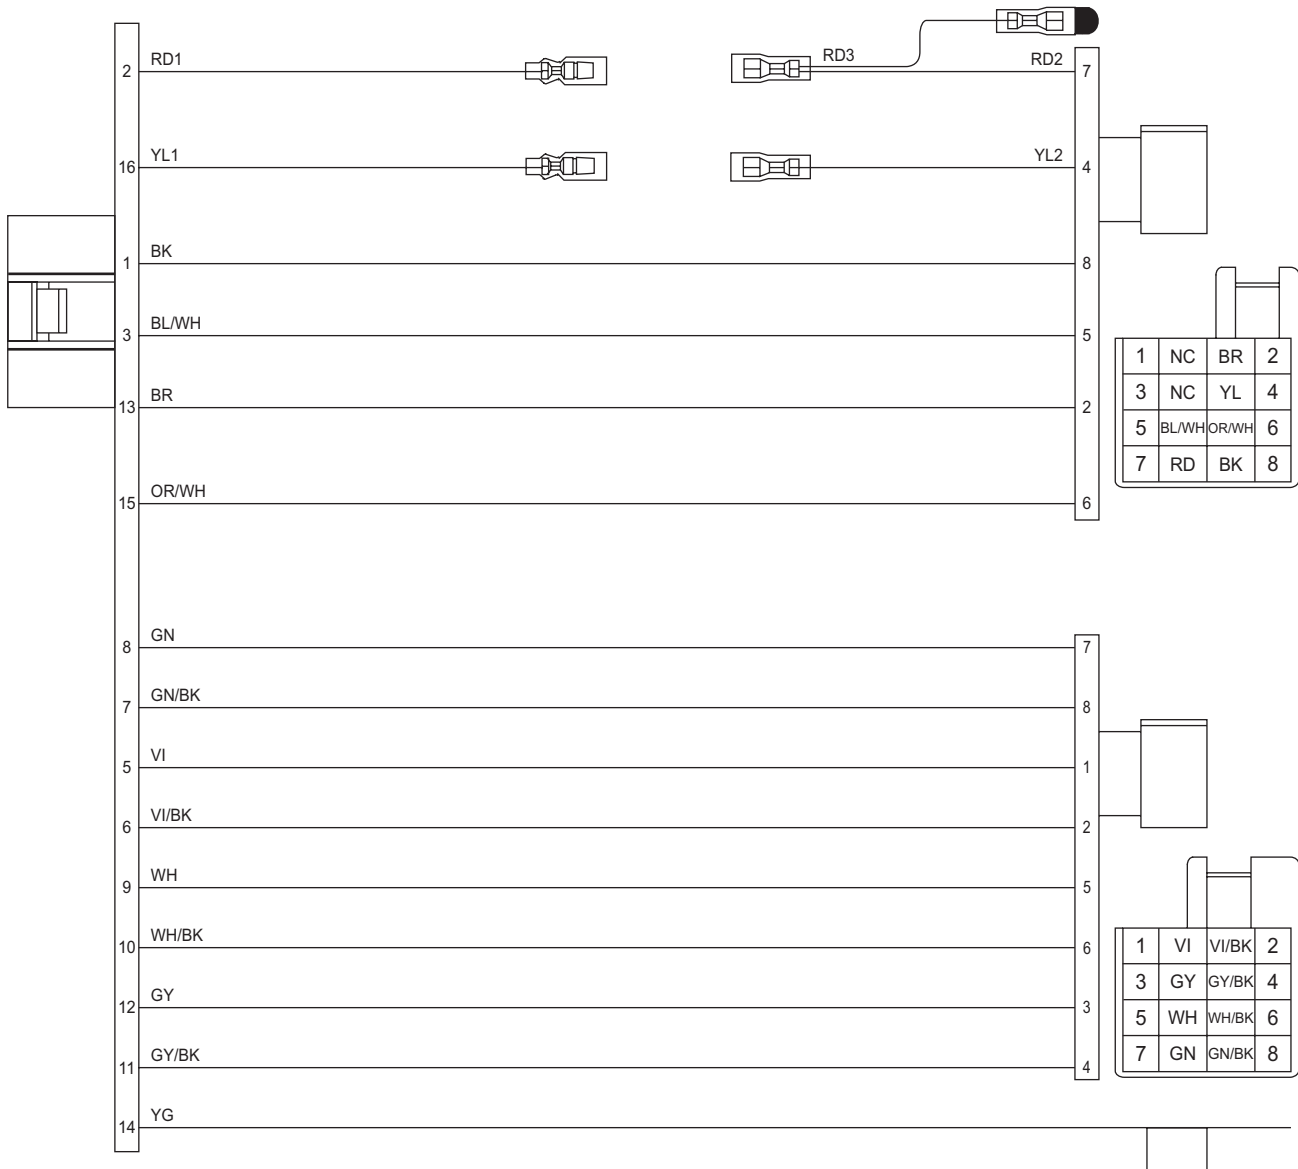 RD3
2 RD1 RD2 7
16 YL1 YL2 4
1 BK 8
3 BL/WH 5
13 BR 2
15 OR/WH 6
1 NC BR 2
3 NC YL 4
5 BL/WH OR/WH 6
7 RD BK 8
8 GN 7
7 GN/BK 8
5 VI 1
6 VI/BK 2
9 WH 5
10 WH/BK 6
12 GY 3
11 GY/BK 4
14 YG
1 VI VI/BK 2
3 GY GY/BK 4
5 WH WH/BK 6
7 GN GN/BK 8